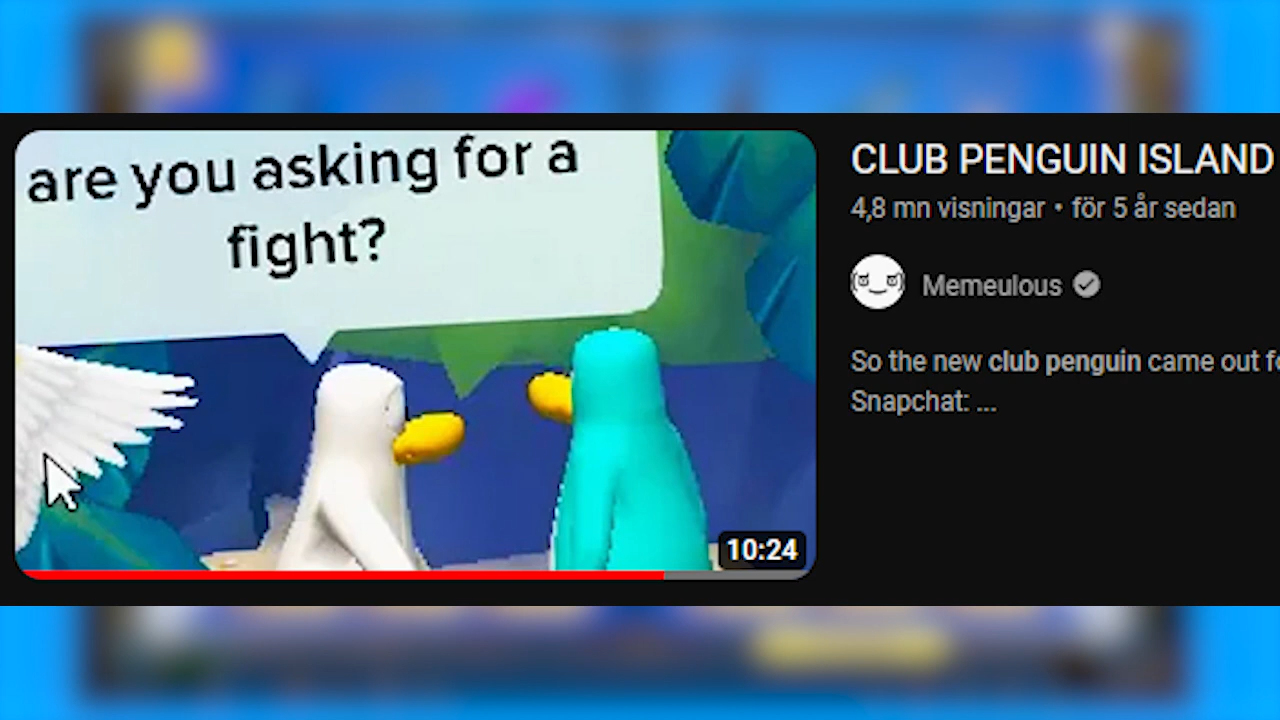 are you asking for a
fight?
10:24
CLUB PENGUIN ISLAND
4,8 mn visningar • för 5 år sedan
Memeulous
So the new club penguin came out fo
Snapchat: ...